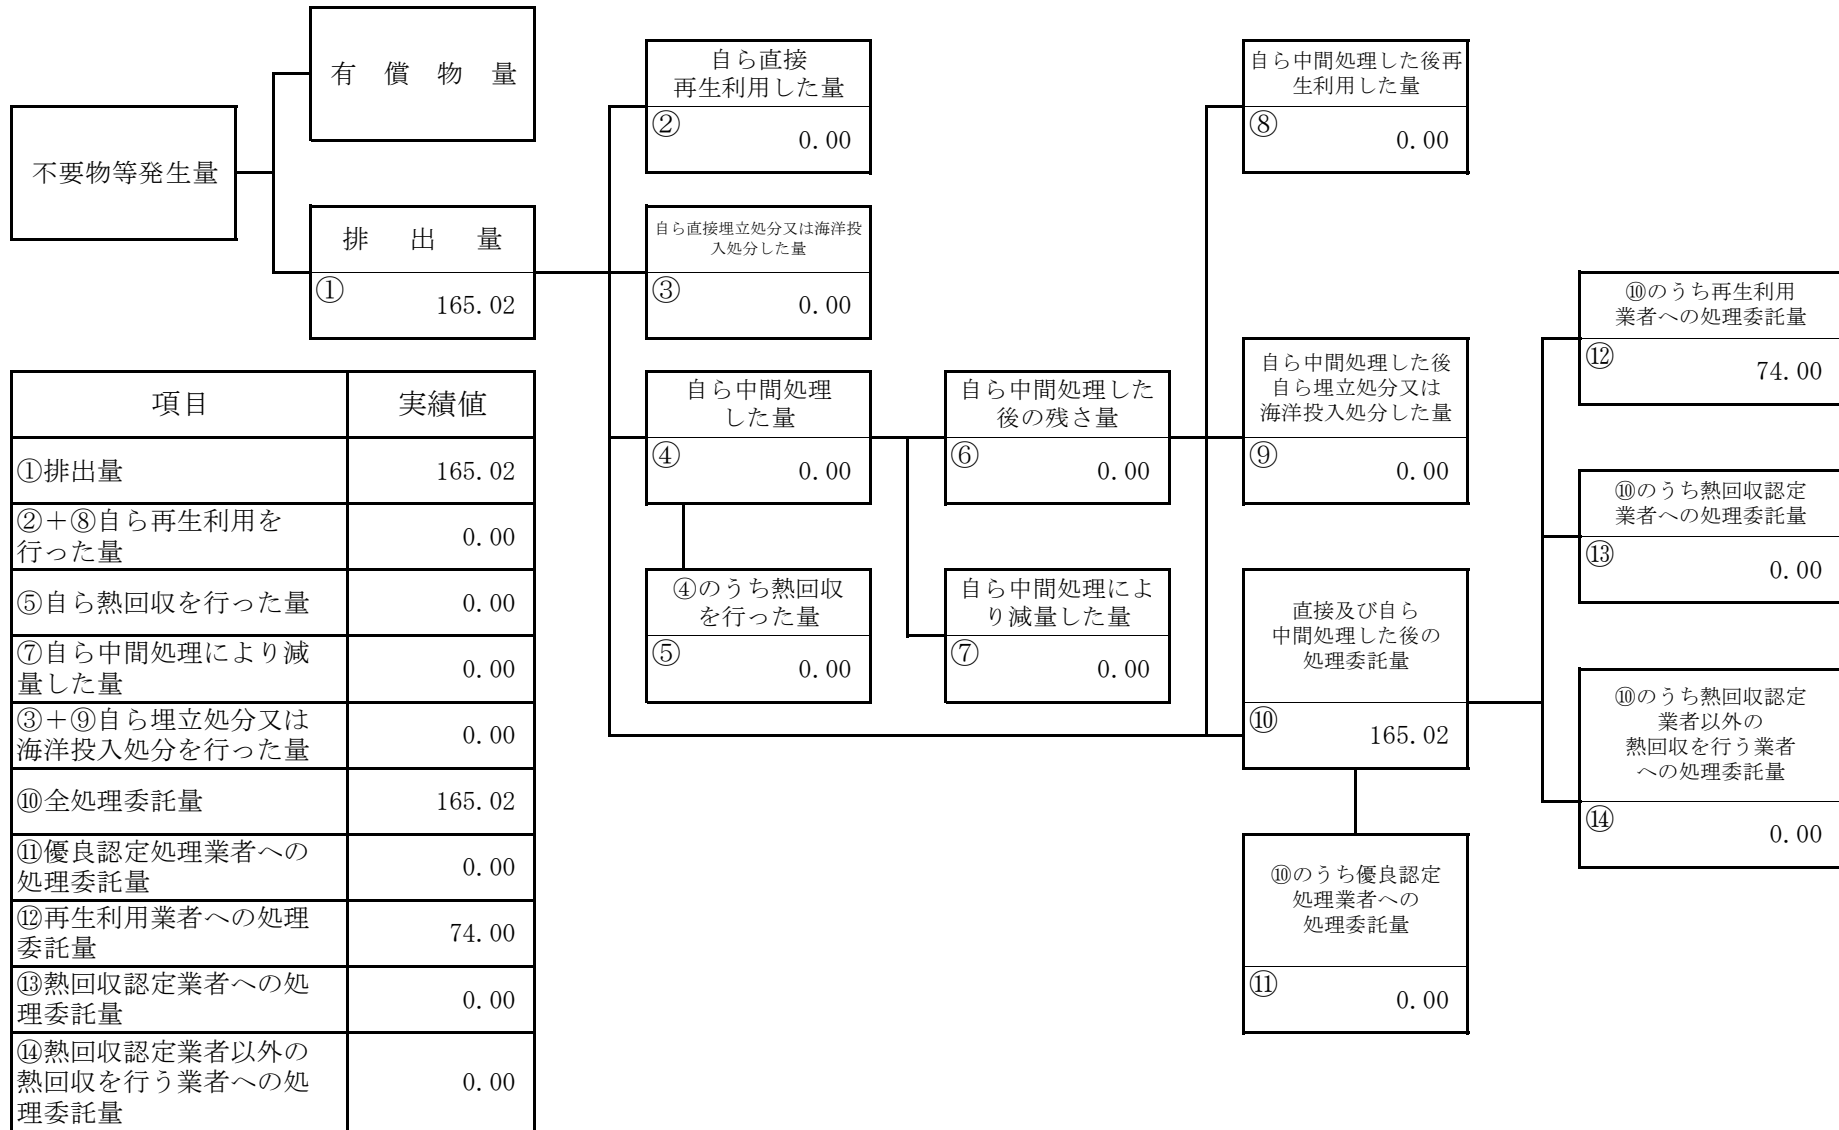 有　償　物　量
不要物等発生量
排　出　量
①
165.02
自ら直接
再生利用した量
②
0.00
自ら直接埋立処分又は海洋投
入処分した量
③
0.00
自ら中間処理
した量
④
0.00
④のうち熱回収
を行った量
⑤
0.00
自ら中間処理した
後の残さ量
⑥
0.00
自ら中間処理によ
り減量した量
⑦
0.00
自ら中間処理した後再
生利用した量
⑧
0.00
自ら中間処理した後
自ら埋立処分又は
海洋投入処分した量
⑨
0.00
直接及び自ら
中間処理した後の
処理委託量
⑩
165.02
⑩のうち優良認定
処理業者への
処理委託量
⑪
0.00
⑩のうち再生利用
業者への処理委託量
⑫
74.00
⑩のうち熱回収認定
業者への処理委託量
⑬
0.00
⑩のうち熱回収認定
業者以外の
熱回収を行う業者
への処理委託量
⑭
0.00
項目 実績値
①排出量 165.02
②＋⑧自ら再生利用を
行った量 0.00
⑤自ら熱回収を行った量 0.00
⑦自ら中間処理により減
量した量 0.00
③＋⑨自ら埋立処分又は
海洋投入処分を行った量 0.00
⑩全処理委託量 165.02
⑪優良認定処理業者への
処理委託量 0.00
⑫再生利用業者への処理
委託量 74.00
⑬熱回収認定業者への処
理委託量 0.00
⑭熱回収認定業者以外の
熱回収を行う業者への処
理委託量 0.00